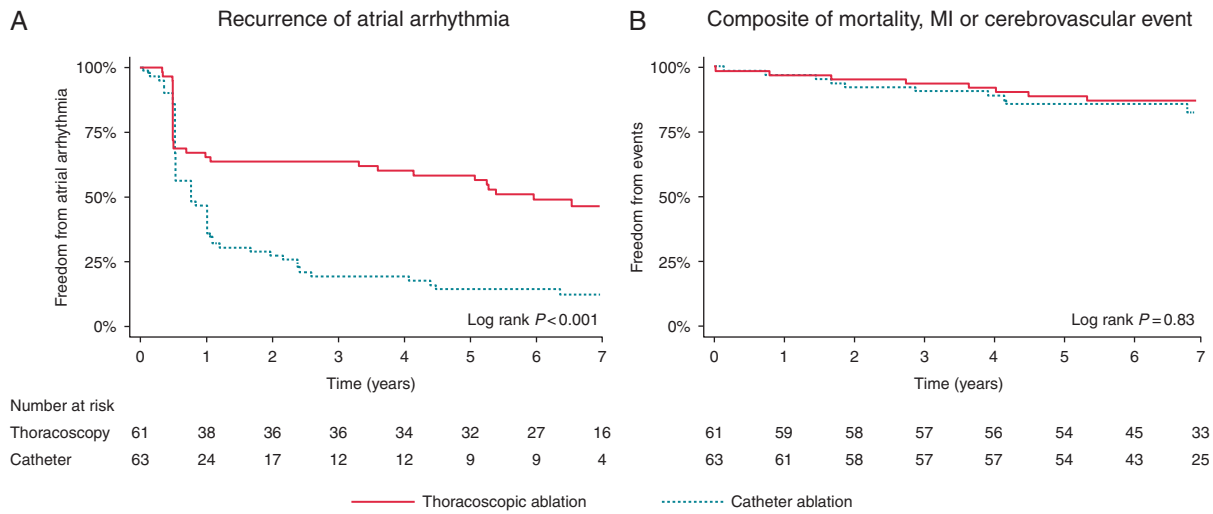 A Recurrence of atrial arrhythmia
Freedom from atrial arrhythmia
100%
75%
50%
25%
0%
Log rank P<0.001
0 1 2 3 4 5 6 7
Time (years)
B Composite of mortality, MI or cerebrovascular event
Freedom from events
100%
75%
50%
25%
0%
Log rank P=0.83
0 1 2 3 4 5 6 7
Time (years)
Number at risk
Thoracoscopy 61 38 36 36 34 32 27 16 61 59 58 57 56 54 45 33
Catheter 63 24 17 12 12 9 9 4 63 61 58 57 57 54 43 25
Thoracoscopic ablation Catheter ablation